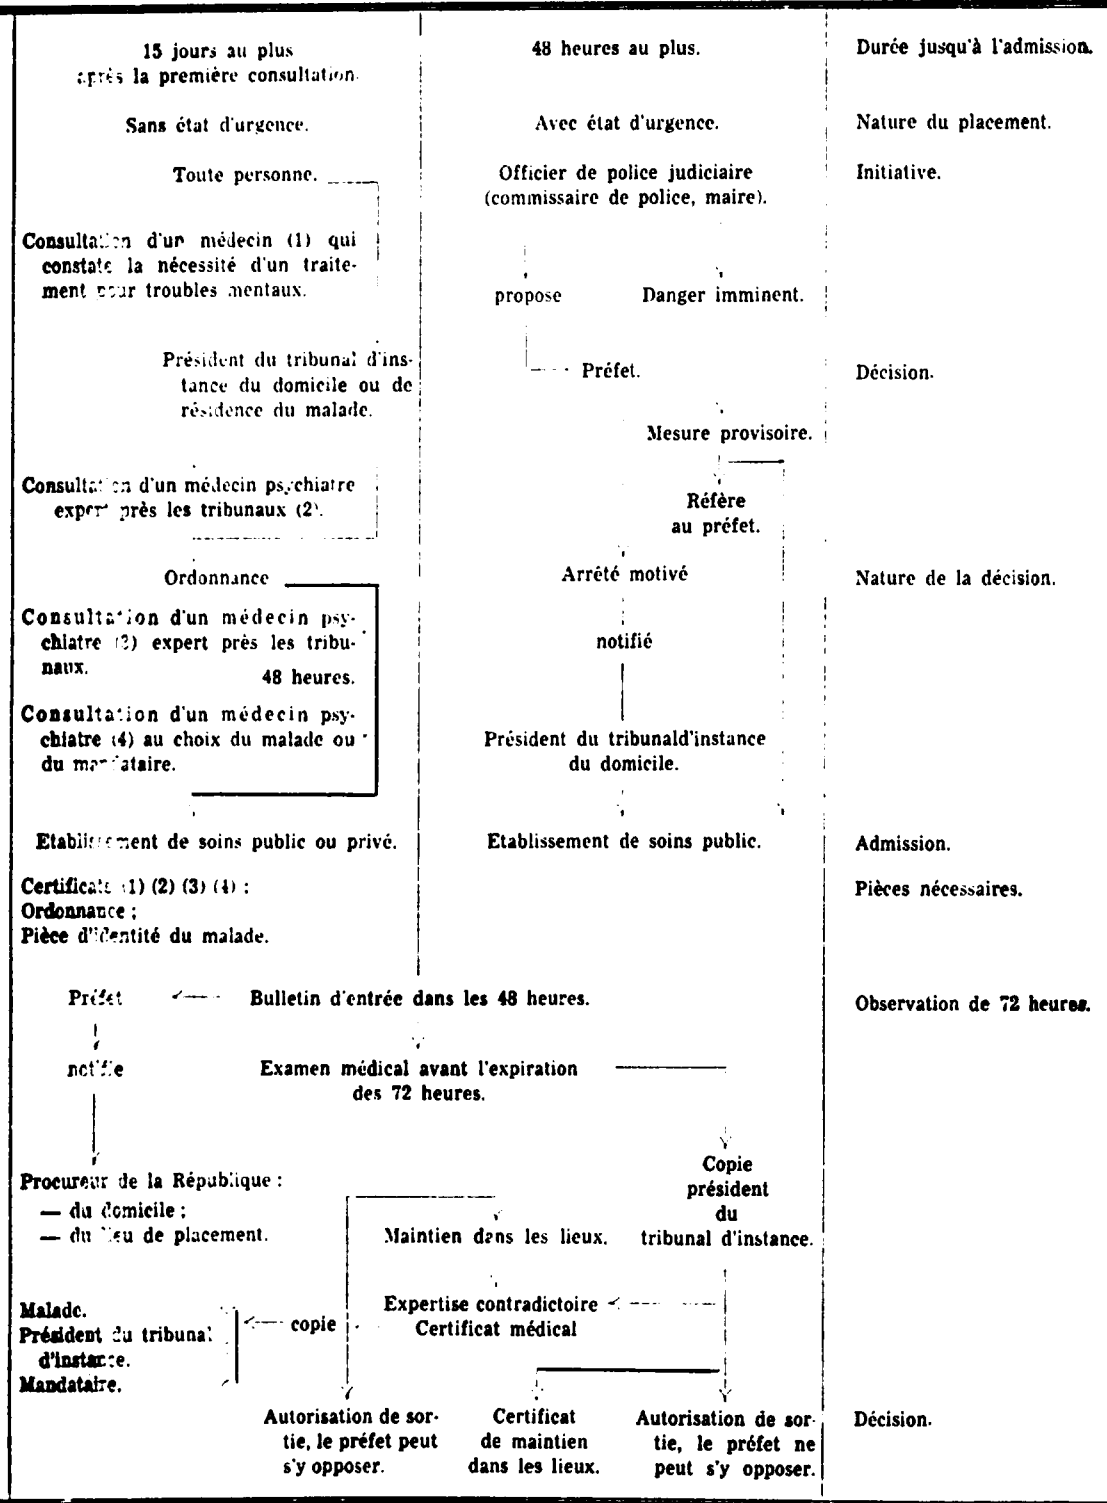 15 jours au plus
après la première consultation.
48 heures au plus.
Durée jusqu'à l'admission.
Sans état d'urgence.
Avec état d'urgence.
Nature du placement.
Toute personne.
Officier de police judiciaire
(commissaire de police, maire).
Initiative.
Consultation d'un médecin (1) qui
constate la nécessité d'un traite-
ment pour troubles mentaux.
propose
Danger imminent.
Président du tribunal d'ins-
tance du domicile ou de
résidence du malade.
Préfet.
Décision.
Mesure provisoire.
Consultation d'un médecin psychiatre
expert près les tribunaux (2).
Réfère
au préfet.
Ordonnance
Arrêté motivé
Nature de la décision.
Consultation d'un médecin psy-
chiatre (3) expert près les tribu-
naux.
48 heures.
notifié
Consultation d'un médecin psy-
chiatre (4) au choix du malade ou
du mandataire.
Président du tribunald'instance
du domicile.
Etablissement de soins public ou privé.
Etablissement de soins public.
Admission.
Certificats (1) (2) (3) (4) :
Ordonnance ;
Pièce d'identité du malade.
Pièces nécessaires.
Préfet
Bulletin d'entrée dans les 48 heures.
Observation de 72 heures.
notifie
Examen médical avant l'expiration
des 72 heures.
Procureur de la République :
— du domicile ;
— du lieu de placement.
Copie
président
du
tribunal d'instance.
Maintien dans les lieux.
Malade.
Président du tribunal
d'instance.
Mandataire.
copie
Expertise contradictoire
Certificat médical
Autorisation de sor-
tie, le préfet peut
s'y opposer.
Certificat
de maintien
dans les lieux.
Autorisation de sor-
tie, le préfet ne
peut s'y opposer.
Décision.